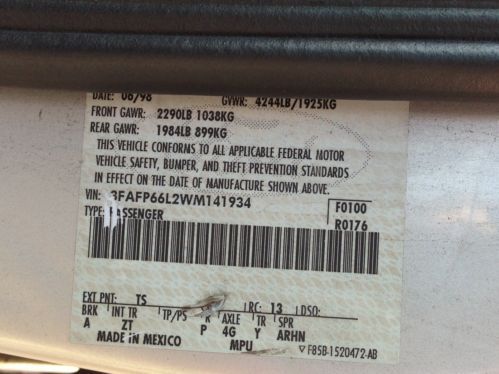 DATE: 06/98 GVWR: 4244LB/1925KG
FRONT GAWR: 2290LB 1038KG
REAR GAWR: 1984LB 899KG
THIS VEHICLE CONFORMS TO ALL APPLICABLE FEDERAL MOTOR
VEHICLE SAFETY, BUMPER, AND THEFT PREVENTION STANDARDS
IN EFFECT ON THE DATE OF MANUFACTURE SHOWN ABOVE.
VIN: 3FAFP66L2WM141934 F0100
TYPE: PASSENGER R0176
EXT PNT: TS RC: 13 DSO:
BRK INT TR TP/PS R AXLE TR SPR
A ZT P 4G Y ARHN
MADE IN MEXICO MPU ▽ F8SB-1520472-AB